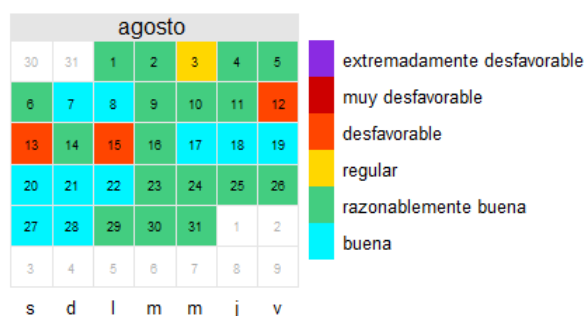 agosto
30 31 1 2 3 4 5
6 7 8 9 10 11 12
13 14 15 16 17 18 19
20 21 22 23 24 25 26
27 28 29 30 31 1 2
3 4 5 6 7 8 9
s d l m m j v
extremadamente desfavorable
muy desfavorable
desfavorable
regular
razonablemente buena
buena